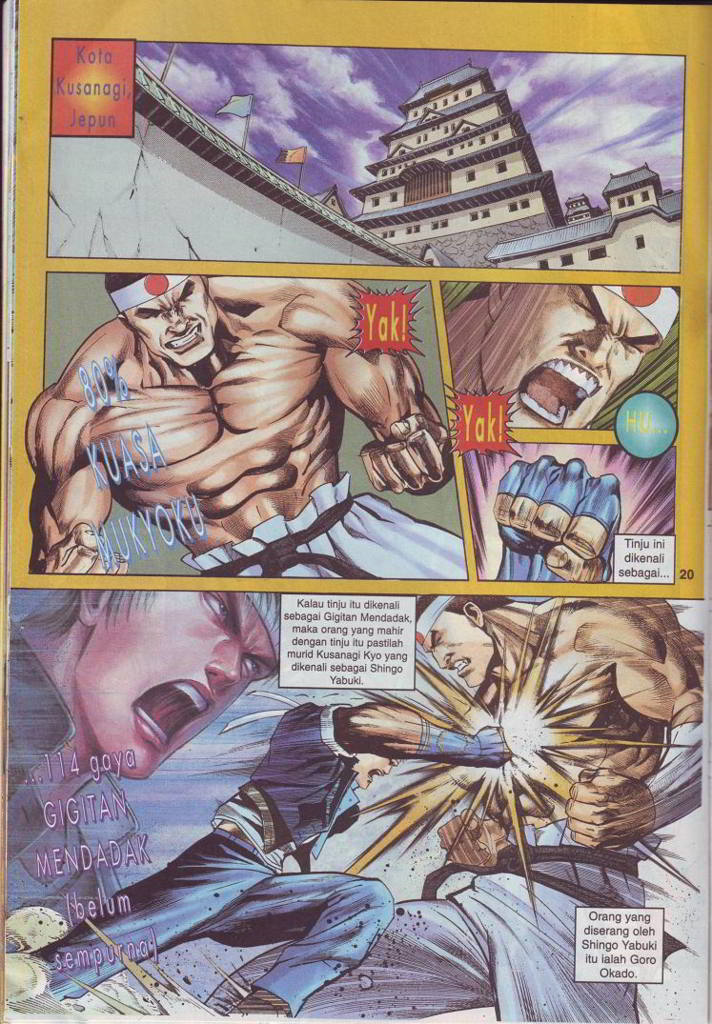 Kota
Kusanagi,
Jepun
Yak!
80%
KUASA
MUKYOKU
Yak!
HU...
Tinju ini
dikenali
sebagai...
20
Kalau tinju itu dikenali
sebagai Gigitan Mendadak,
maka orang yang mahir
dengan tinju itu pastilah
murid Kusanagi Kyo yang
dikenali sebagai Shingo
Yabuki.
...114 gaya
GIGITAN
MENDADAK
(belum
sempurna)
Orang yang
diserang oleh
Shingo Yabuki
itu ialah Goro
Okado.